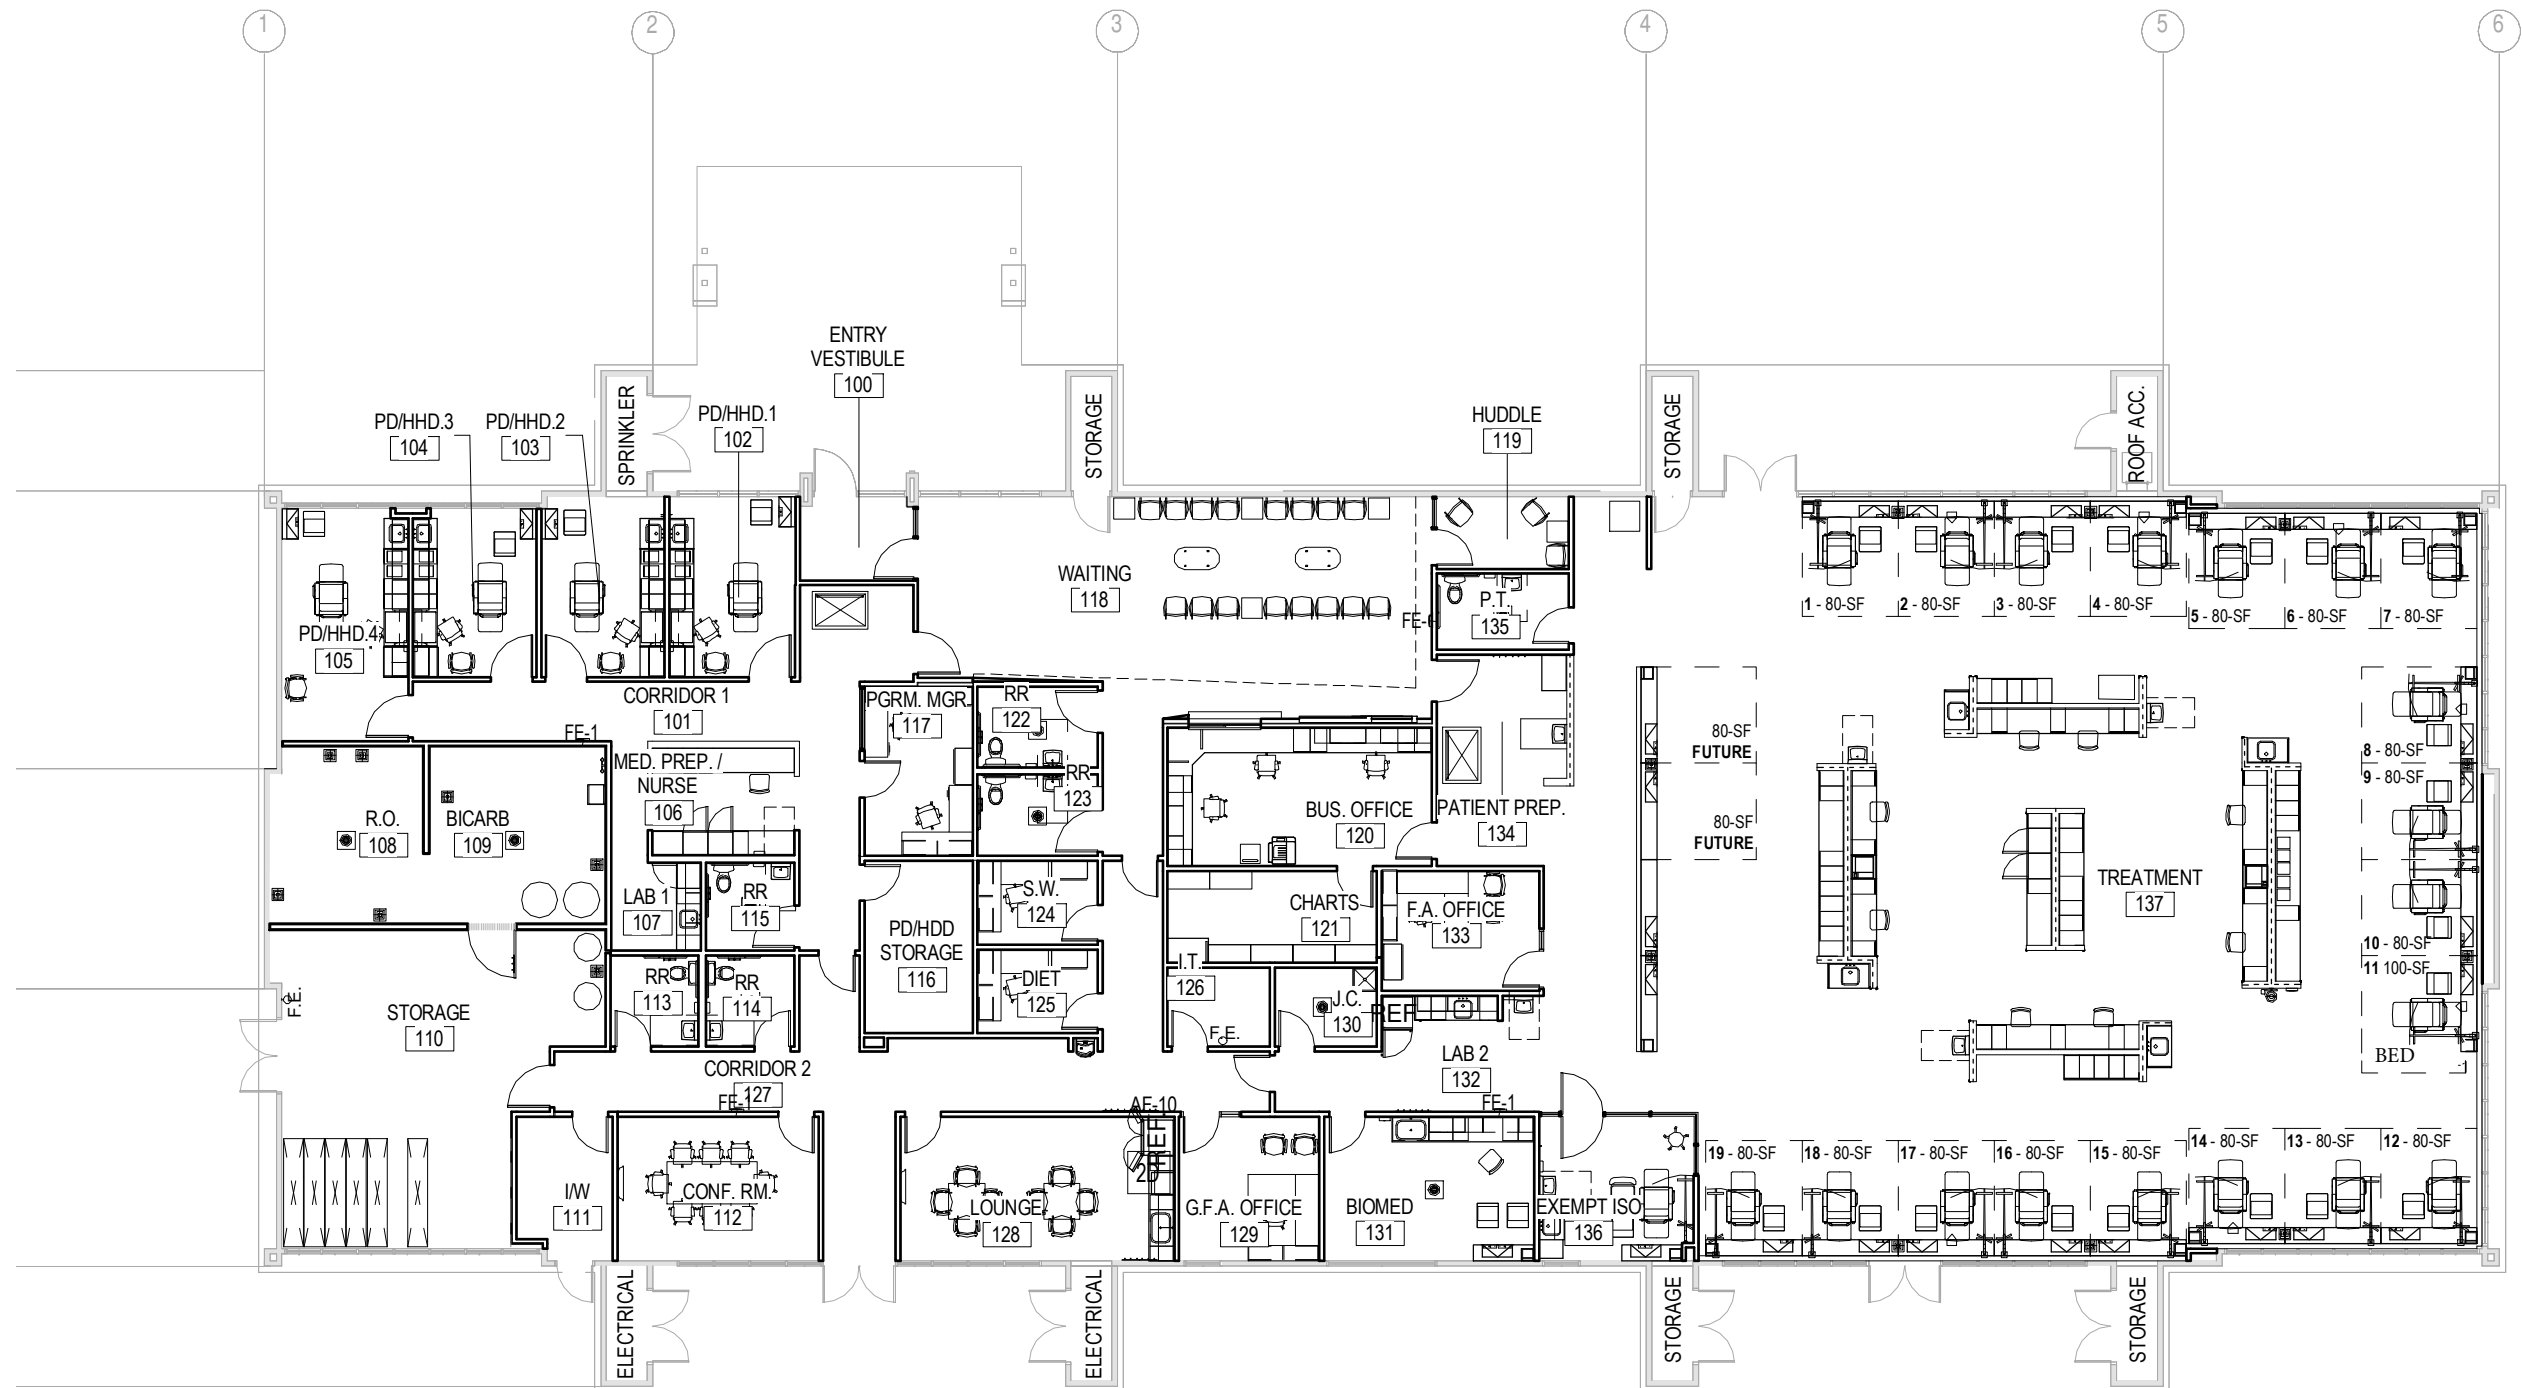 1
2
3
4
5
6
ENTRY
VESTIBULE
100
SPRINKLER
STORAGE
STORAGE
ROOF ACC.
PD/HHD.3
104
PD/HHD.2
103
PD/HHD.1
102
HUDDLE
119
WAITING
118
PD/HHD.4
105
P.T.
135
FE-
1 - 80-SF
2 - 80-SF
3 - 80-SF
4 - 80-SF
5 - 80-SF
6 - 80-SF
7 - 80-SF
CORRIDOR 1
101
FE-1
PGRM. MGR.
117
RR
122
RR
123
80-SF
FUTURE
80-SF
FUTURE
8 - 80-SF
9 - 80-SF
MED. PREP. /
NURSE
106
R.O.
108
BICARB
109
BUS. OFFICE
120
PATIENT PREP.
134
TREATMENT
137
LAB 1
107
RR
115
PD/HDD
STORAGE
116
S.W.
124
CHARTS
121
F.A. OFFICE
133
10 - 80-SF
11 100-SF
BED
RR
113
RR
114
DIET
125
I.T.
126
J.C.
130
REF
F.E.
F.E.
STORAGE
110
CORRIDOR 2
127
FE-1
LAB 2
132
AF-10
REF
2D
FE-1
I/W
111
CONF. RM.
112
LOUNGE
128
G.F.A. OFFICE
129
BIOMED
131
EXEMPT ISO
136
19 - 80-SF
18 - 80-SF
17 - 80-SF
16 - 80-SF
15 - 80-SF
14 - 80-SF
13 - 80-SF
12 - 80-SF
ELECTRICAL
ELECTRICAL
STORAGE
STORAGE